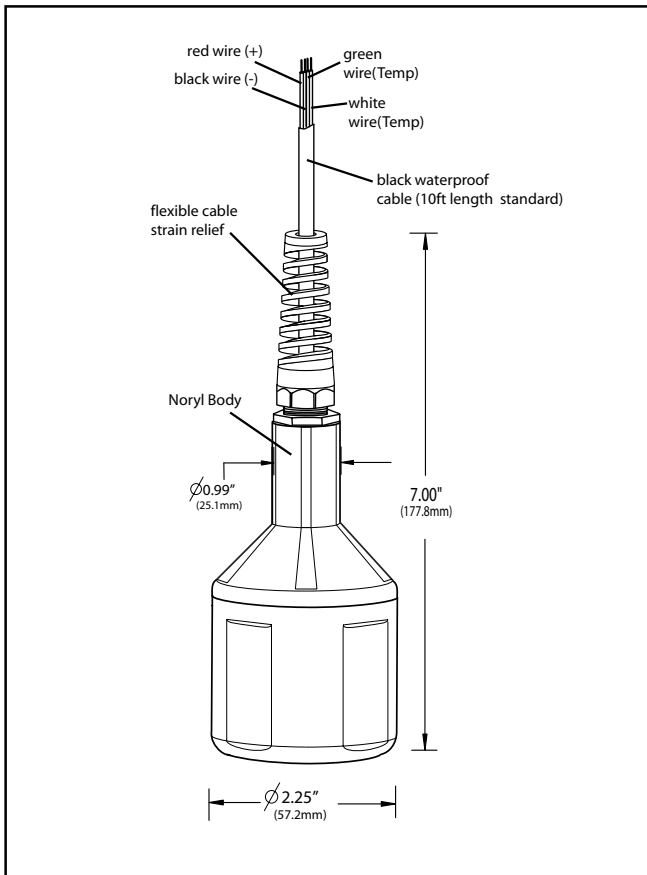 red wire (+)
black wire (-)
green
wire(Temp)
white
wire(Temp)
black waterproof
cable (10ft length standard)
flexible cable
strain relief
Noryl Body
∅0.99"
(25.1mm)
7.00"
(177.8mm)
∅2.25"
(57.2mm)